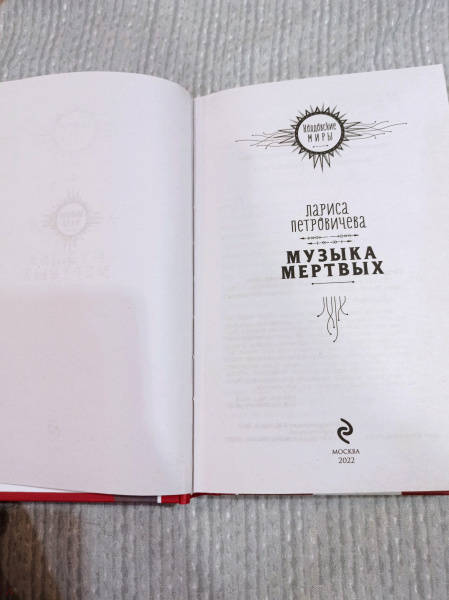 Колдовские
миры
Лариса
Петровичева
МУЗЫКА
МЕРТВЫХ
МОСКВА
2022